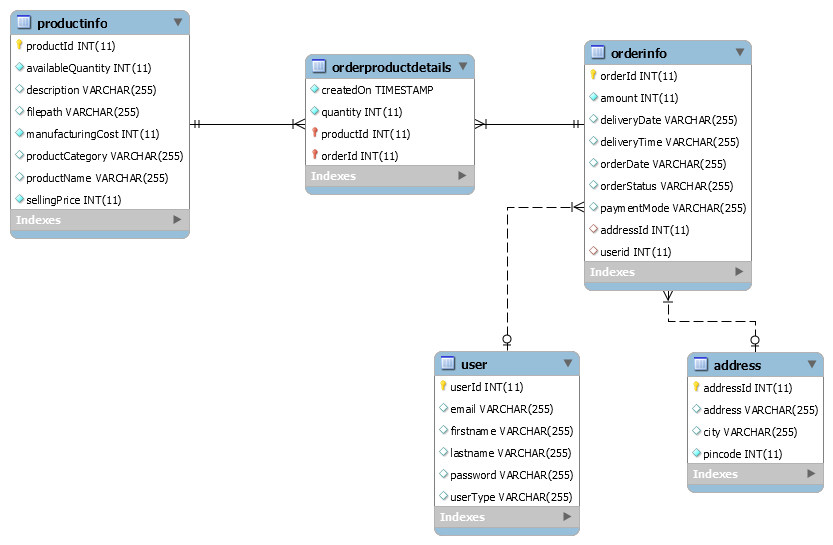 productinfo
productId INT(11)
availableQuantity INT(11)
description VARCHAR(255)
filepath VARCHAR(255)
manufacturingCost INT(11)
productCategory VARCHAR(255)
productName VARCHAR(255)
sellingPrice INT(11)
Indexes
orderproductdetails
createdOn TIMESTAMP
quantity INT(11)
productId INT(11)
orderId INT(11)
Indexes
orderinfo
orderId INT(11)
amount INT(11)
deliveryDate VARCHAR(255)
deliveryTime VARCHAR(255)
orderDate VARCHAR(255)
orderStatus VARCHAR(255)
paymentMode VARCHAR(255)
addressId INT(11)
userid INT(11)
Indexes
user
userId INT(11)
email VARCHAR(255)
firstname VARCHAR(255)
lastname VARCHAR(255)
password VARCHAR(255)
userType VARCHAR(255)
Indexes
address
addressId INT(11)
address VARCHAR(255)
city VARCHAR(255)
pincode INT(11)
Indexes